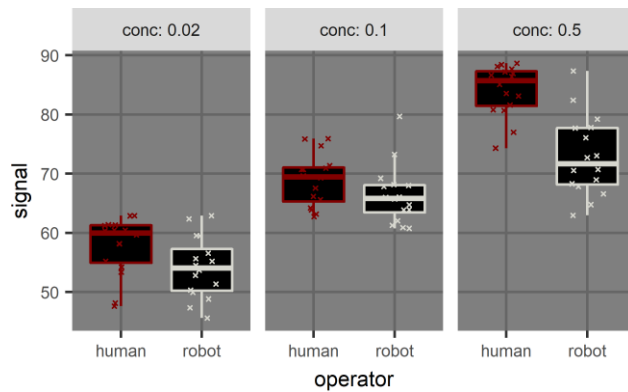 conc: 0.02 conc: 0.1 conc: 0.5
90
80
70
60
50
signal
human robot human robot human robot
operator